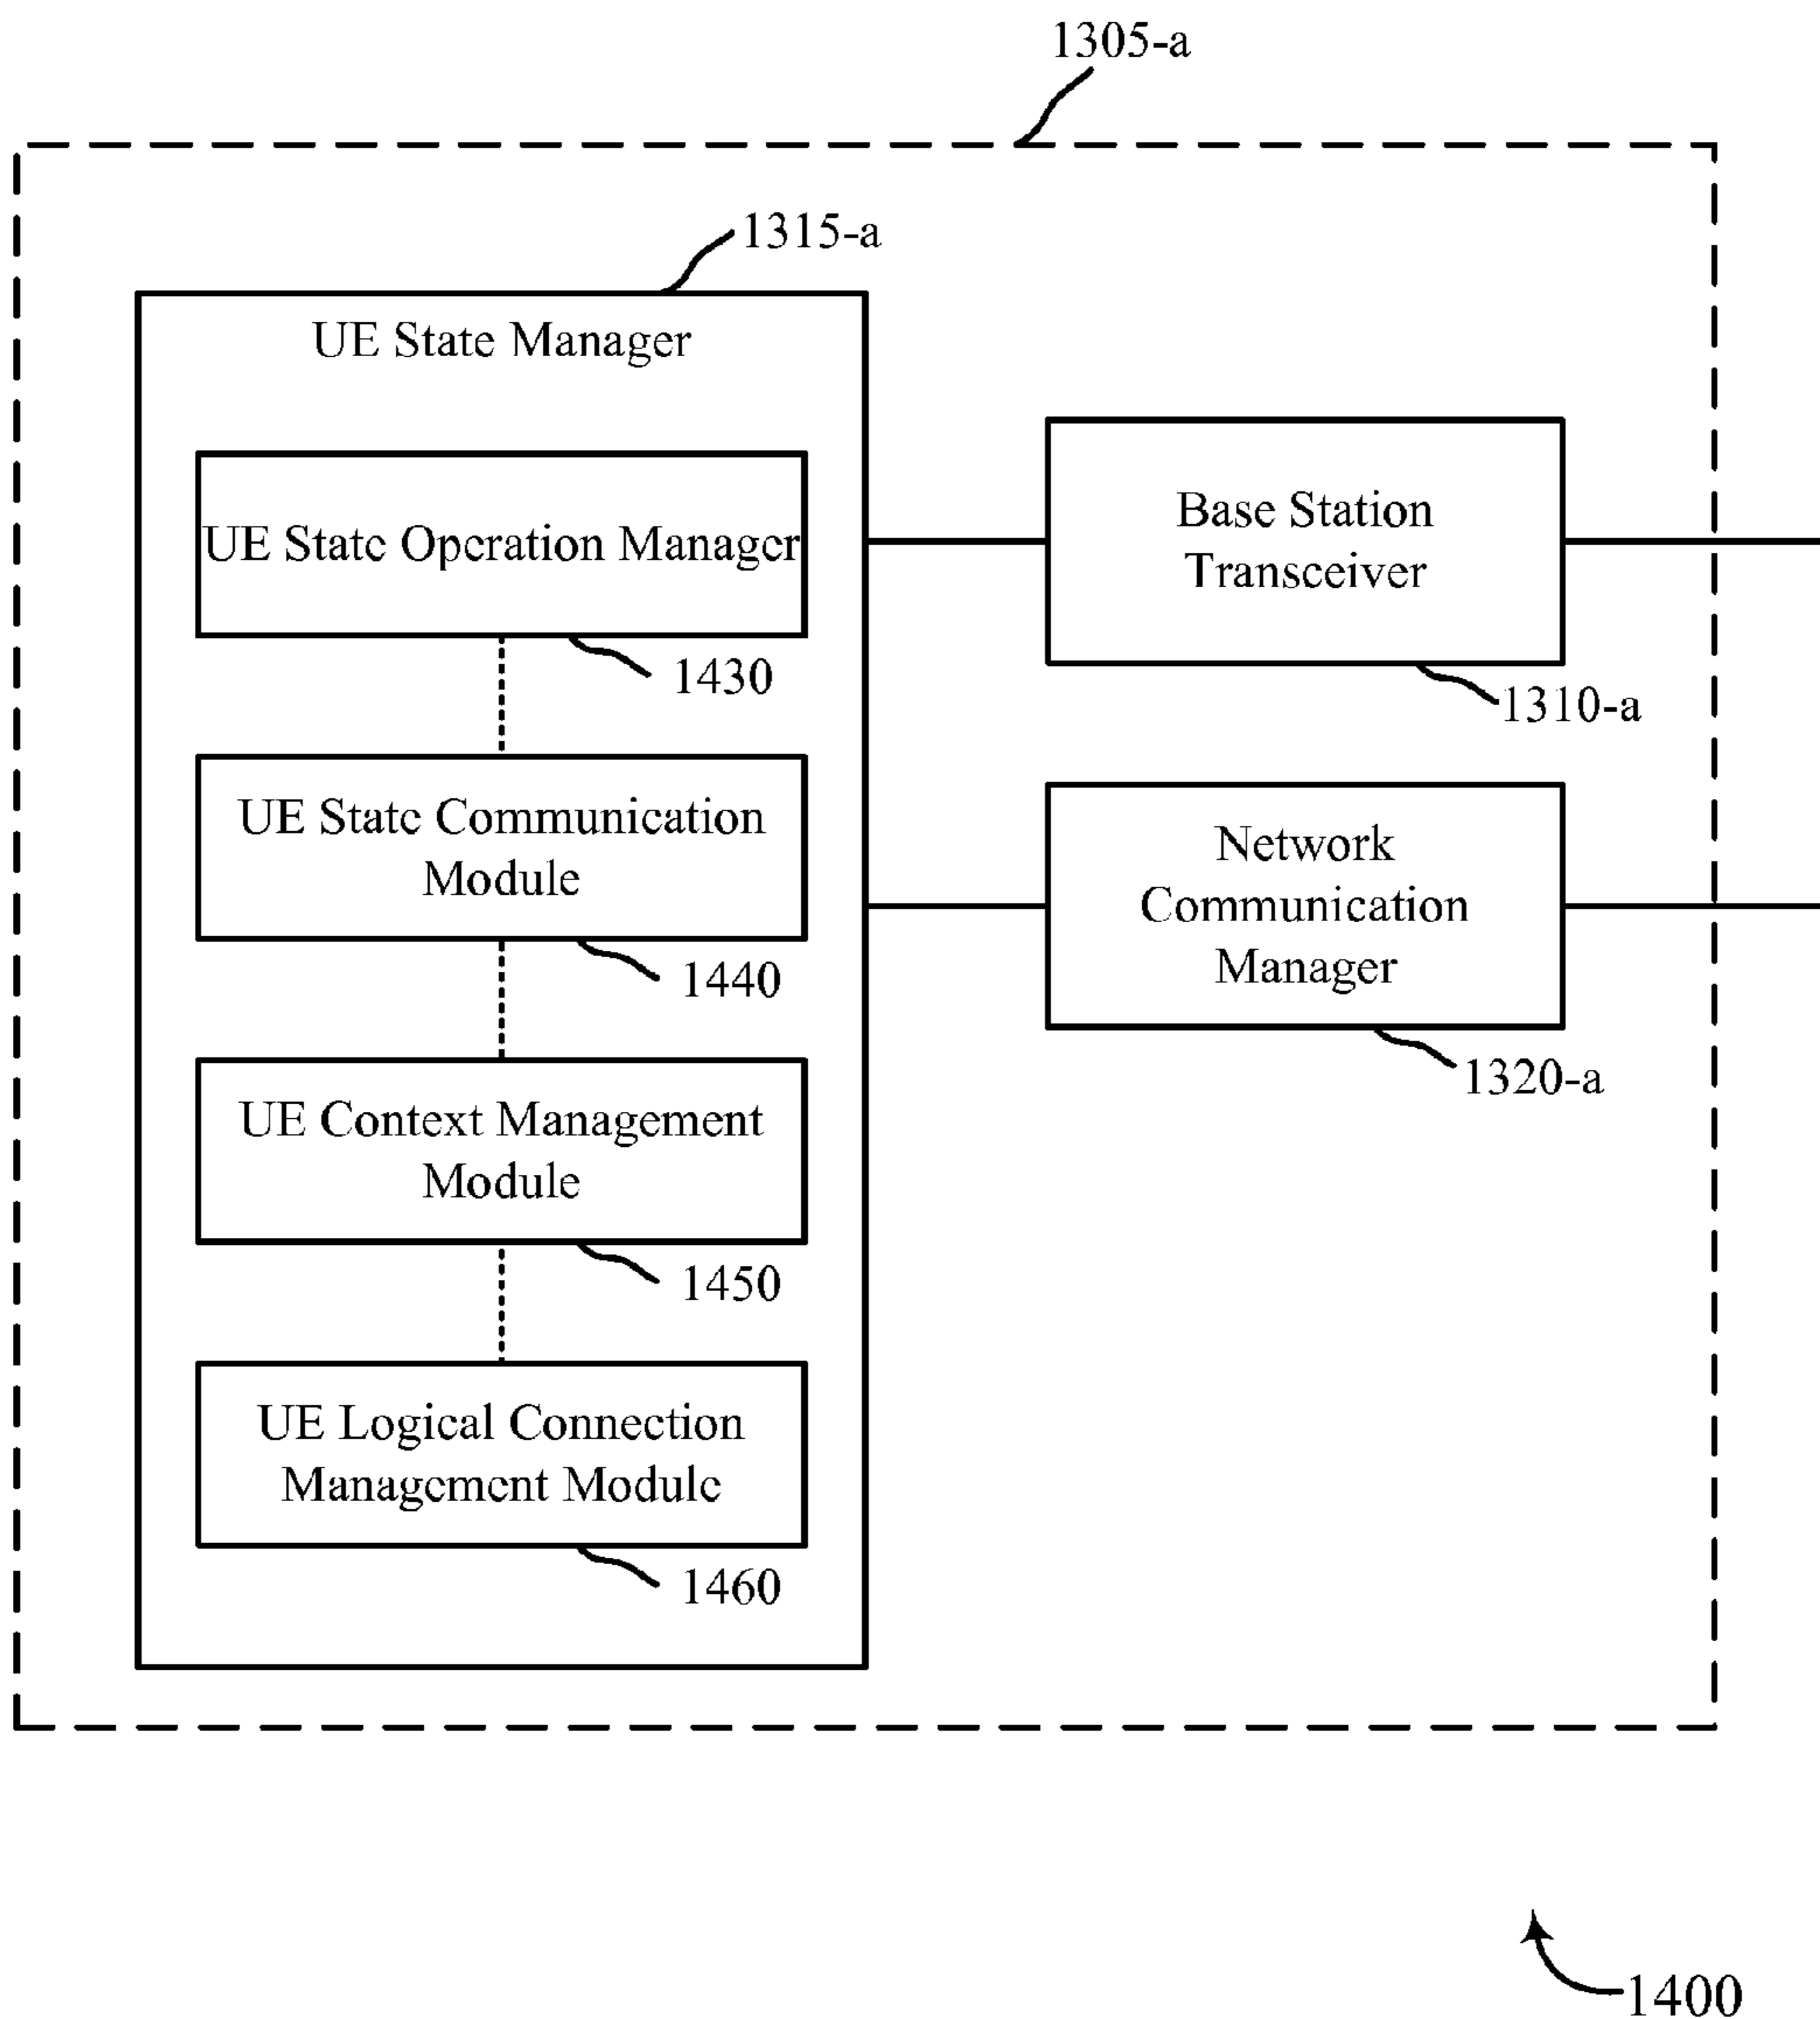 1305-a
1315-a
UE State Manager
UE State Operation Manager
1430
UE State Communication
Module
1440
UE Context Management
Module
1450
UE Logical Connection
Management Module
1460
Base Station
Transceiver
1310-a
Network
Communication
Manager
1320-a
1400